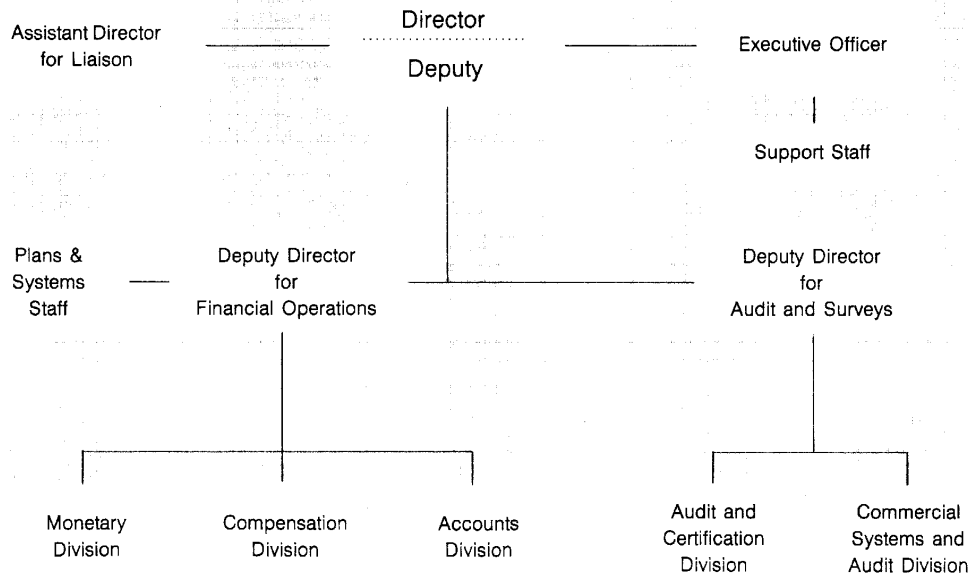 Assistant Director
for Liaison
Director
Deputy
Executive Officer
Support Staff
Plans &
Systems
Staff
Deputy Director
for
Financial Operations
Deputy Director
for
Audit and Surveys
Monetary
Division
Compensation
Division
Accounts
Division
Audit and
Certification
Division
Commercial
Systems and
Audit Division